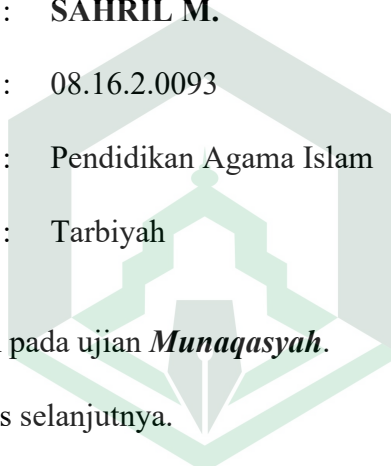 : SAHRIL M.
: 08.16.2.0093
: Pendidikan Agama Islam
: Tarbiyah
pada ujian Munaqasyah.
s selanjutnya.